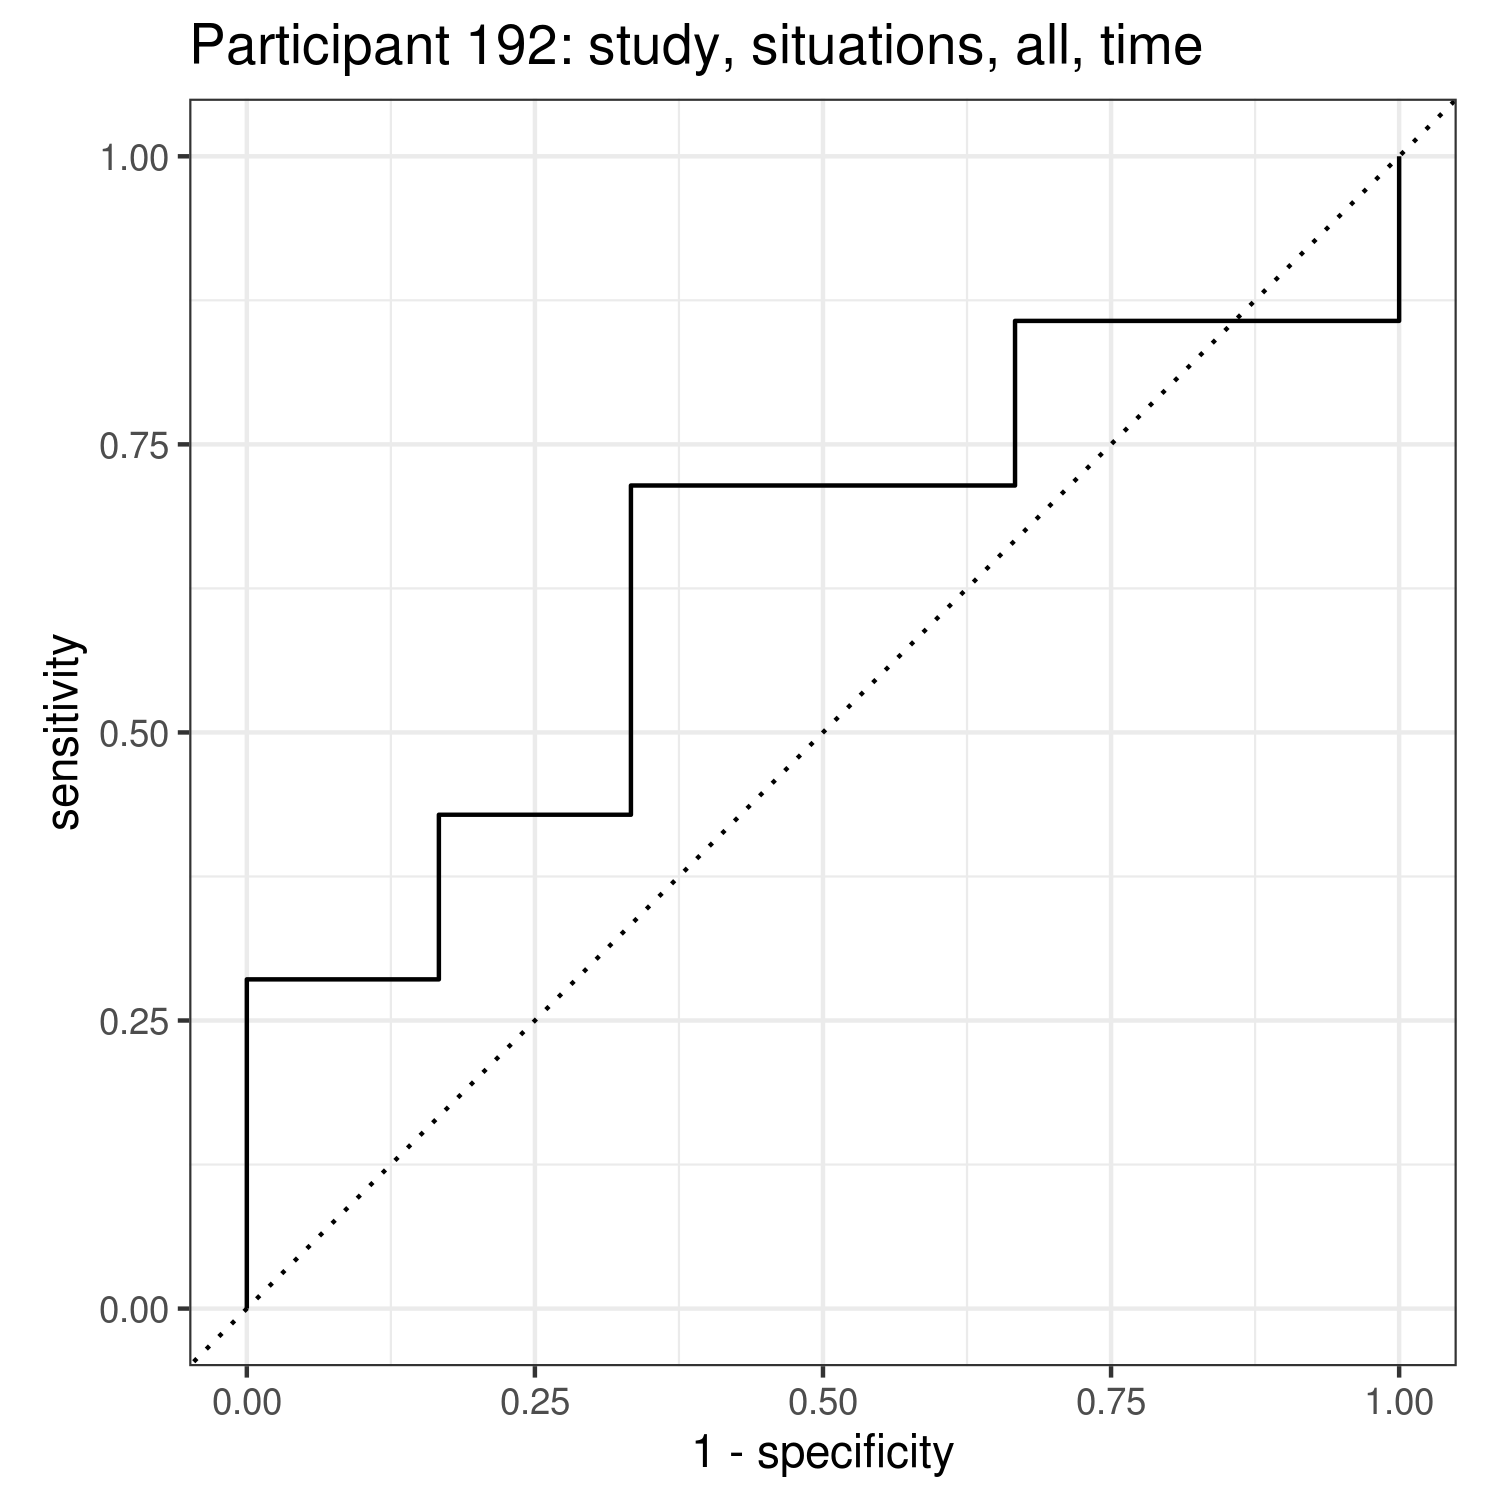 Participant 192: study, situations, all, time
1.00
0.75
0.50
0.25
0.00
sensitivity
0.00 0.25 0.50 0.75 1.00
1 - specificity